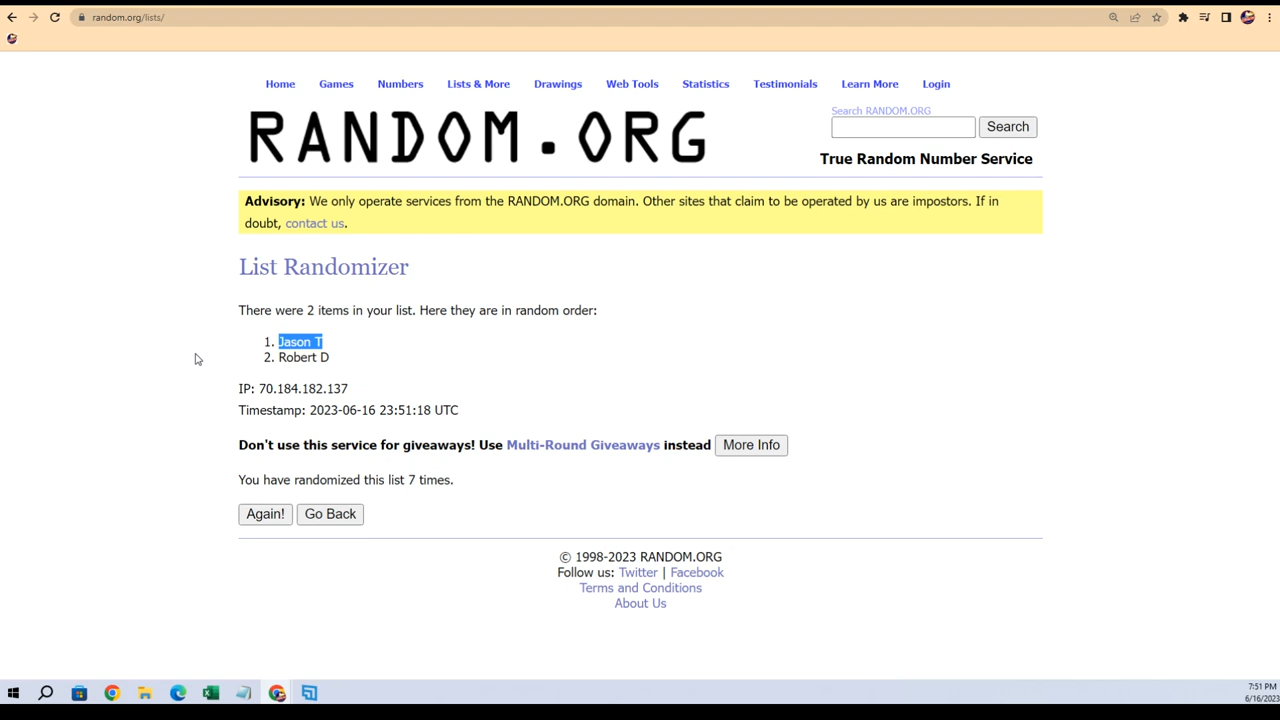 random.org/lists/
Home Games Numbers Lists & More Drawings Web Tools Statistics Testimonials Learn More Login
RANDOM.ORG
Search RANDOM.ORG
Search
True Random Number Service
Advisory: We only operate services from the RANDOM.ORG domain. Other sites that claim to be operated by us are impostors. If in
doubt, contact us.
List Randomizer
There were 2 items in your list. Here they are in random order:
1. Jason T
2. Robert D
IP: 70.184.182.137
Timestamp: 2023-06-16 23:51:18 UTC
Don't use this service for giveaways! Use Multi-Round Giveaways instead More Info
You have randomized this list 7 times.
Again! Go Back
© 1998-2023 RANDOM.ORG
Follow us: Twitter | Facebook
Terms and Conditions
About Us
7:51 PM
6/16/2023